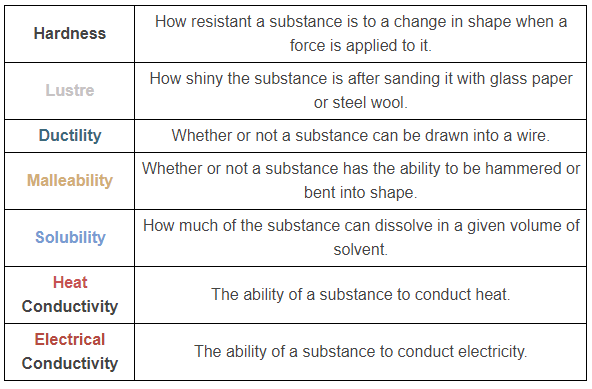 Hardness
How resistant a substance is to a change in shape when a
force is applied to it.
Lustre
How shiny the substance is after sanding it with glass paper
or steel wool.
Ductility
Whether or not a substance can be drawn into a wire.
Malleability
Whether or not a substance has the ability to be hammered or
bent into shape.
Solubility
How much of the substance can dissolve in a given volume of
solvent.
Heat
Conductivity
The ability of a substance to conduct heat.
Electrical
Conductivity
The ability of a substance to conduct electricity.